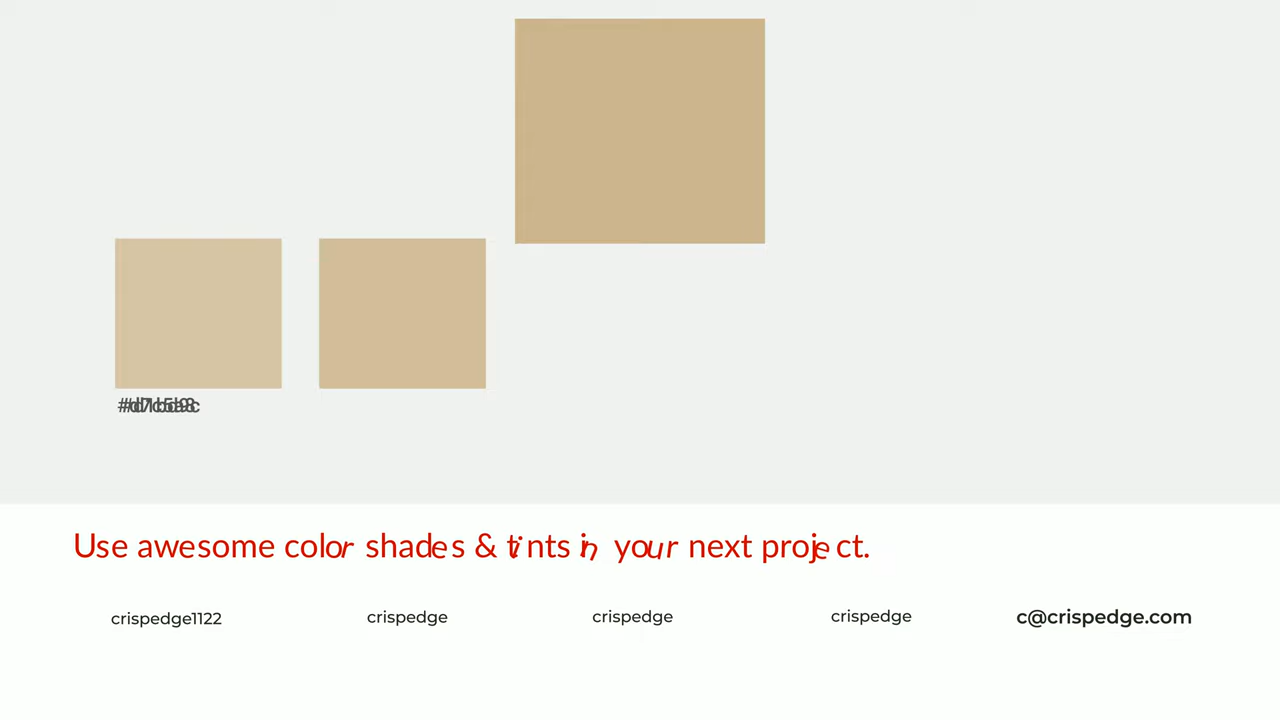 Use awesome color shades & tints in your next project.
crispedge1122 crispedge crispedge crispedge c@crispedge.com